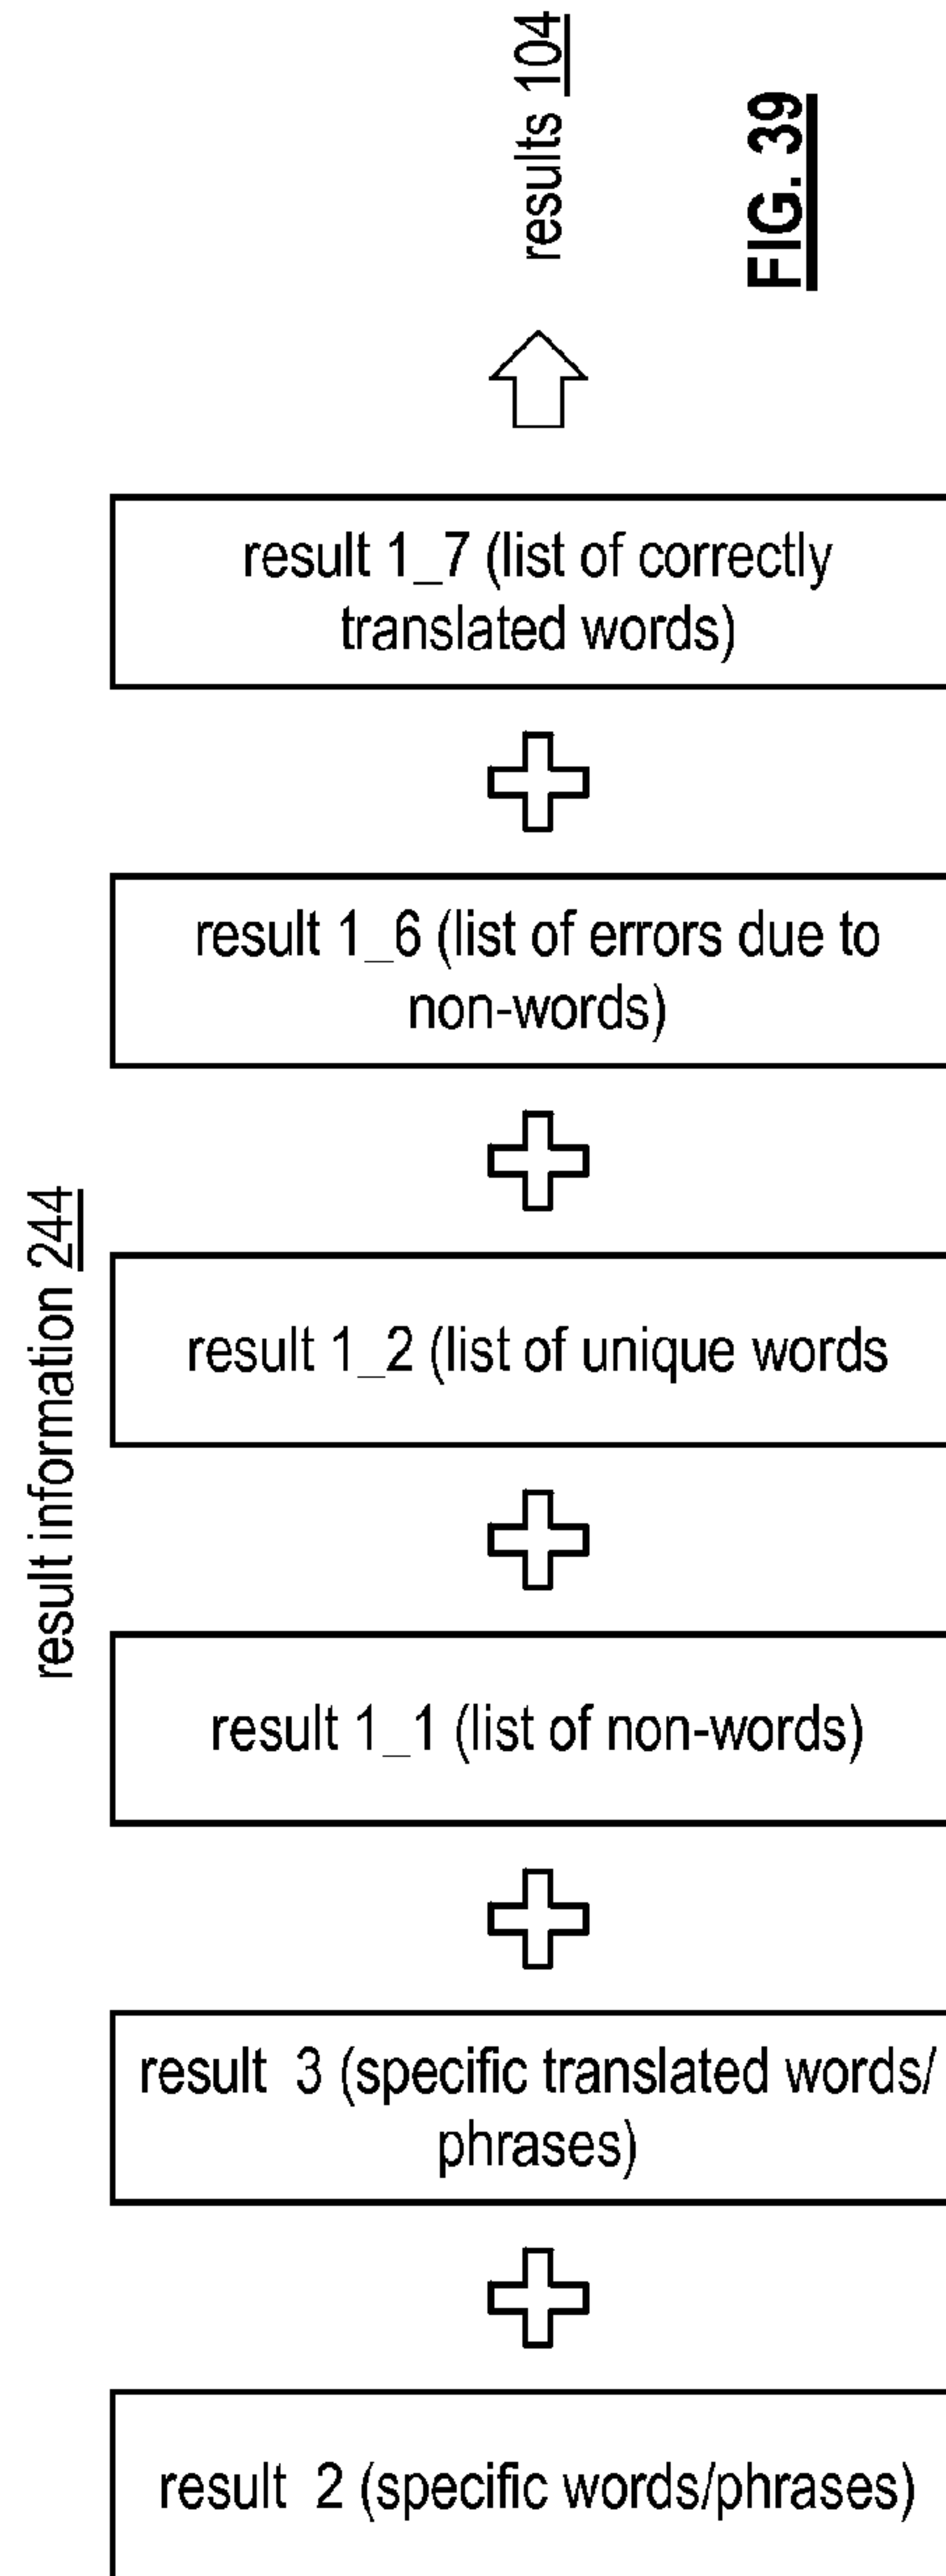 results 104
FIG. 39
result 1_7 (list of correctly
translated words)
result 1_6 (list of errors due to
non-words)
result information 244
result 1_2 (list of unique words
result 1_1 (list of non-words)
result 3 (specific translated words/
phrases)
result 2 (specific words/phrases)